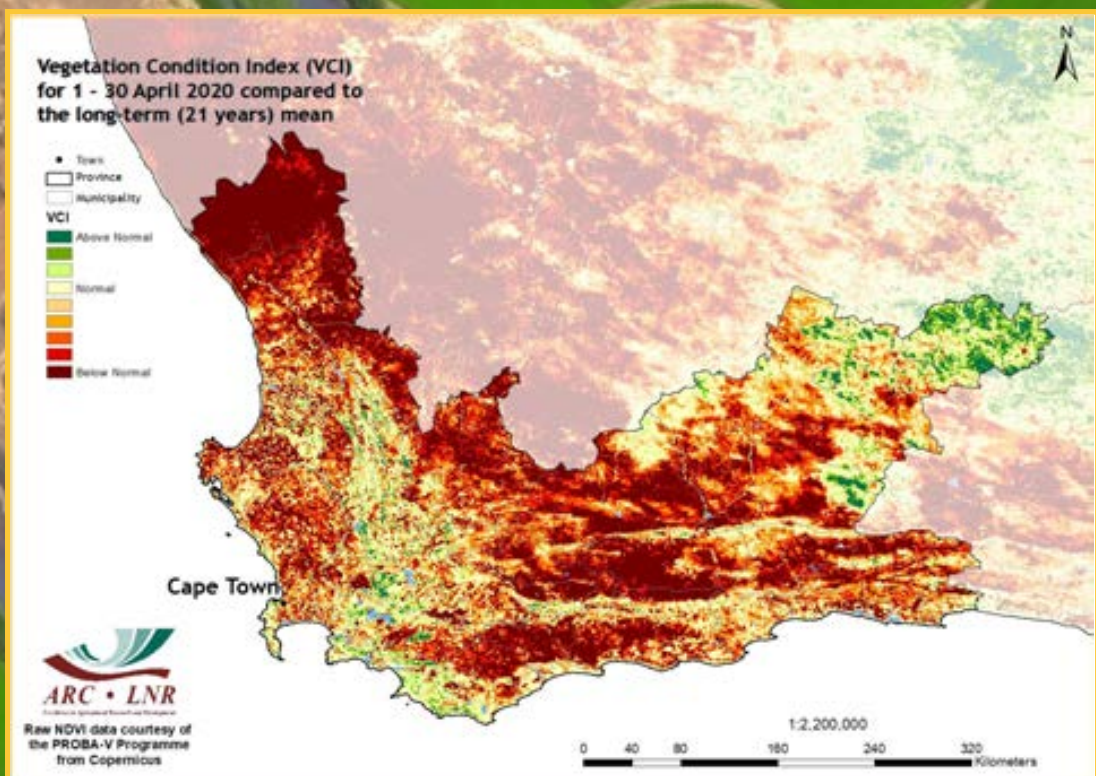 Vegetation Condition Index (VCI)
for 1 - 30 April 2020 compared to
the long-term (21 years) mean
N
Town
Province
Municipality
VCI
Above Normal
Normal
Below Normal
Cape Town
ARC • LNR
Raw NDVI data courtesy of
the PROBA-V Programme
from Copernicus
1:2,200,000
0 40 80 160 240 320
Kilometers